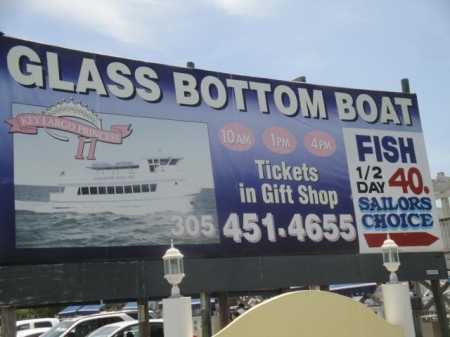 GLASS BOTTOM BOAT
KEY LARGO PRINCESS
II
10AM 1PM 4PM
Tickets
in Gift Shop
305 451-4655
FISH
1/2 DAY 40.
SAILORS
CHOICE